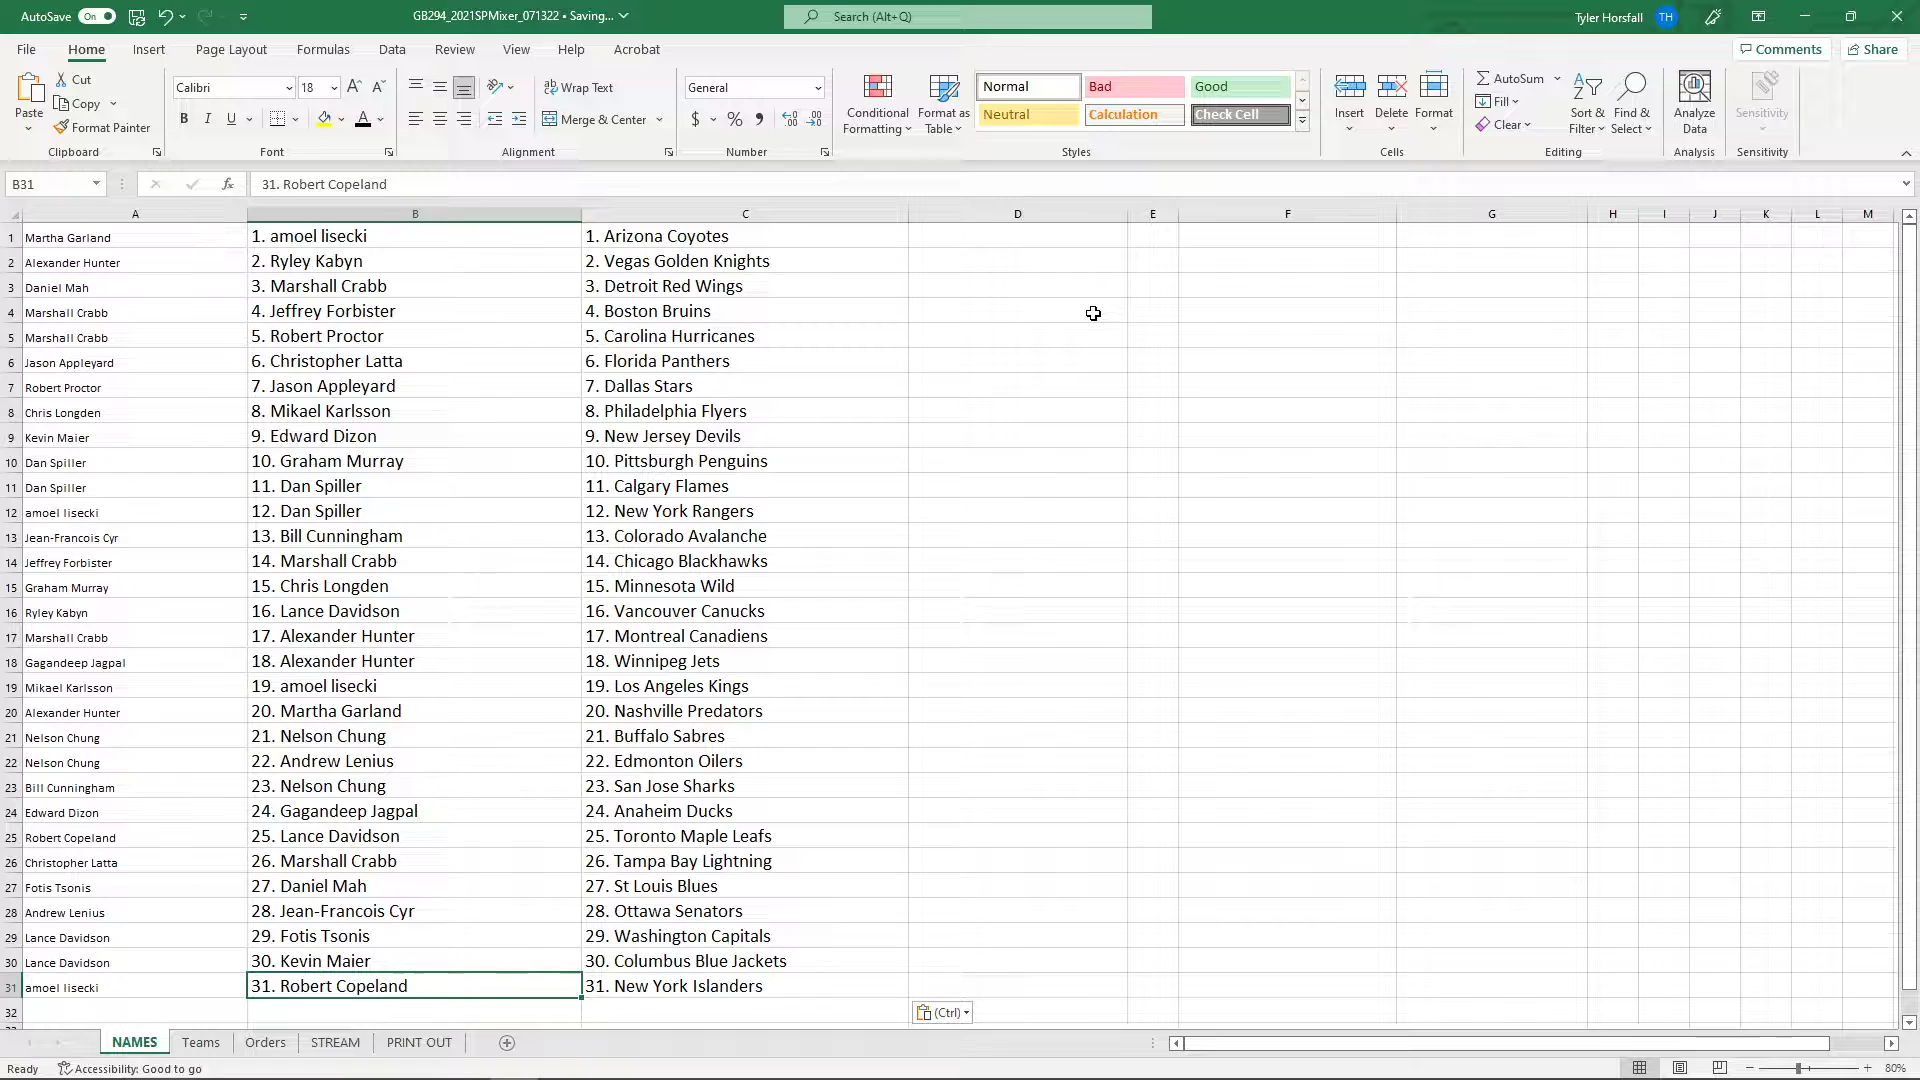 AutoSave On GB294_2021SPMixer_071322 • Saving... Search (Alt+Q) Tyler Horsfall TH
File Home Insert Page Layout Formulas Data Review View Help Acrobat Comments Share
Paste Cut Copy Format Painter Clipboard
Calibri 18 B I U A Font
Wrap Text Merge & Center Alignment
General $ % Number
Conditional Formatting Format as Table Normal Bad Good Neutral Calculation Check Cell Styles
Insert Delete Format Cells
AutoSum Fill Clear Sort & Filter Find & Select Editing
Analyze Data Analysis
Sensitivity Sensitivity
B31 fx 31. Robert Copeland
A B C D E F G H I J K L M
1 Martha Garland 1. amoel lisecki 1. Arizona Coyotes
2 Alexander Hunter 2. Ryley Kabyn 2. Vegas Golden Knights
3 Daniel Mah 3. Marshall Crabb 3. Detroit Red Wings
4 Marshall Crabb 4. Jeffrey Forbister 4. Boston Bruins
5 Marshall Crabb 5. Robert Proctor 5. Carolina Hurricanes
6 Jason Appleyard 6. Christopher Latta 6. Florida Panthers
7 Robert Proctor 7. Jason Appleyard 7. Dallas Stars
8 Chris Longden 8. Mikael Karlsson 8. Philadelphia Flyers
9 Kevin Maier 9. Edward Dizon 9. New Jersey Devils
10 Dan Spiller 10. Graham Murray 10. Pittsburgh Penguins
11 Dan Spiller 11. Dan Spiller 11. Calgary Flames
12 amoel lisecki 12. Dan Spiller 12. New York Rangers
13 Jean-Francois Cyr 13. Bill Cunningham 13. Colorado Avalanche
14 Jeffrey Forbister 14. Marshall Crabb 14. Chicago Blackhawks
15 Graham Murray 15. Chris Longden 15. Minnesota Wild
16 Ryley Kabyn 16. Lance Davidson 16. Vancouver Canucks
17 Marshall Crabb 17. Alexander Hunter 17. Montreal Canadiens
18 Gagandeep Jagpal 18. Alexander Hunter 18. Winnipeg Jets
19 Mikael Karlsson 19. amoel lisecki 19. Los Angeles Kings
20 Alexander Hunter 20. Martha Garland 20. Nashville Predators
21 Nelson Chung 21. Nelson Chung 21. Buffalo Sabres
22 Nelson Chung 22. Andrew Lenius 22. Edmonton Oilers
23 Bill Cunningham 23. Nelson Chung 23. San Jose Sharks
24 Edward Dizon 24. Gagandeep Jagpal 24. Anaheim Ducks
25 Robert Copeland 25. Lance Davidson 25. Toronto Maple Leafs
26 Christopher Latta 26. Marshall Crabb 26. Tampa Bay Lightning
27 Fotis Tsonis 27. Daniel Mah 27. St Louis Blues
28 Andrew Lenius 28. Jean-Francois Cyr 28. Ottawa Senators
29 Lance Davidson 29. Fotis Tsonis 29. Washington Capitals
30 Lance Davidson 30. Kevin Maier 30. Columbus Blue Jackets
31 amoel lisecki 31. Robert Copeland 31. New York Islanders
32 (Ctrl)
NAMES Teams Orders STREAM PRINT OUT
Ready Accessibility: Good to go 80%